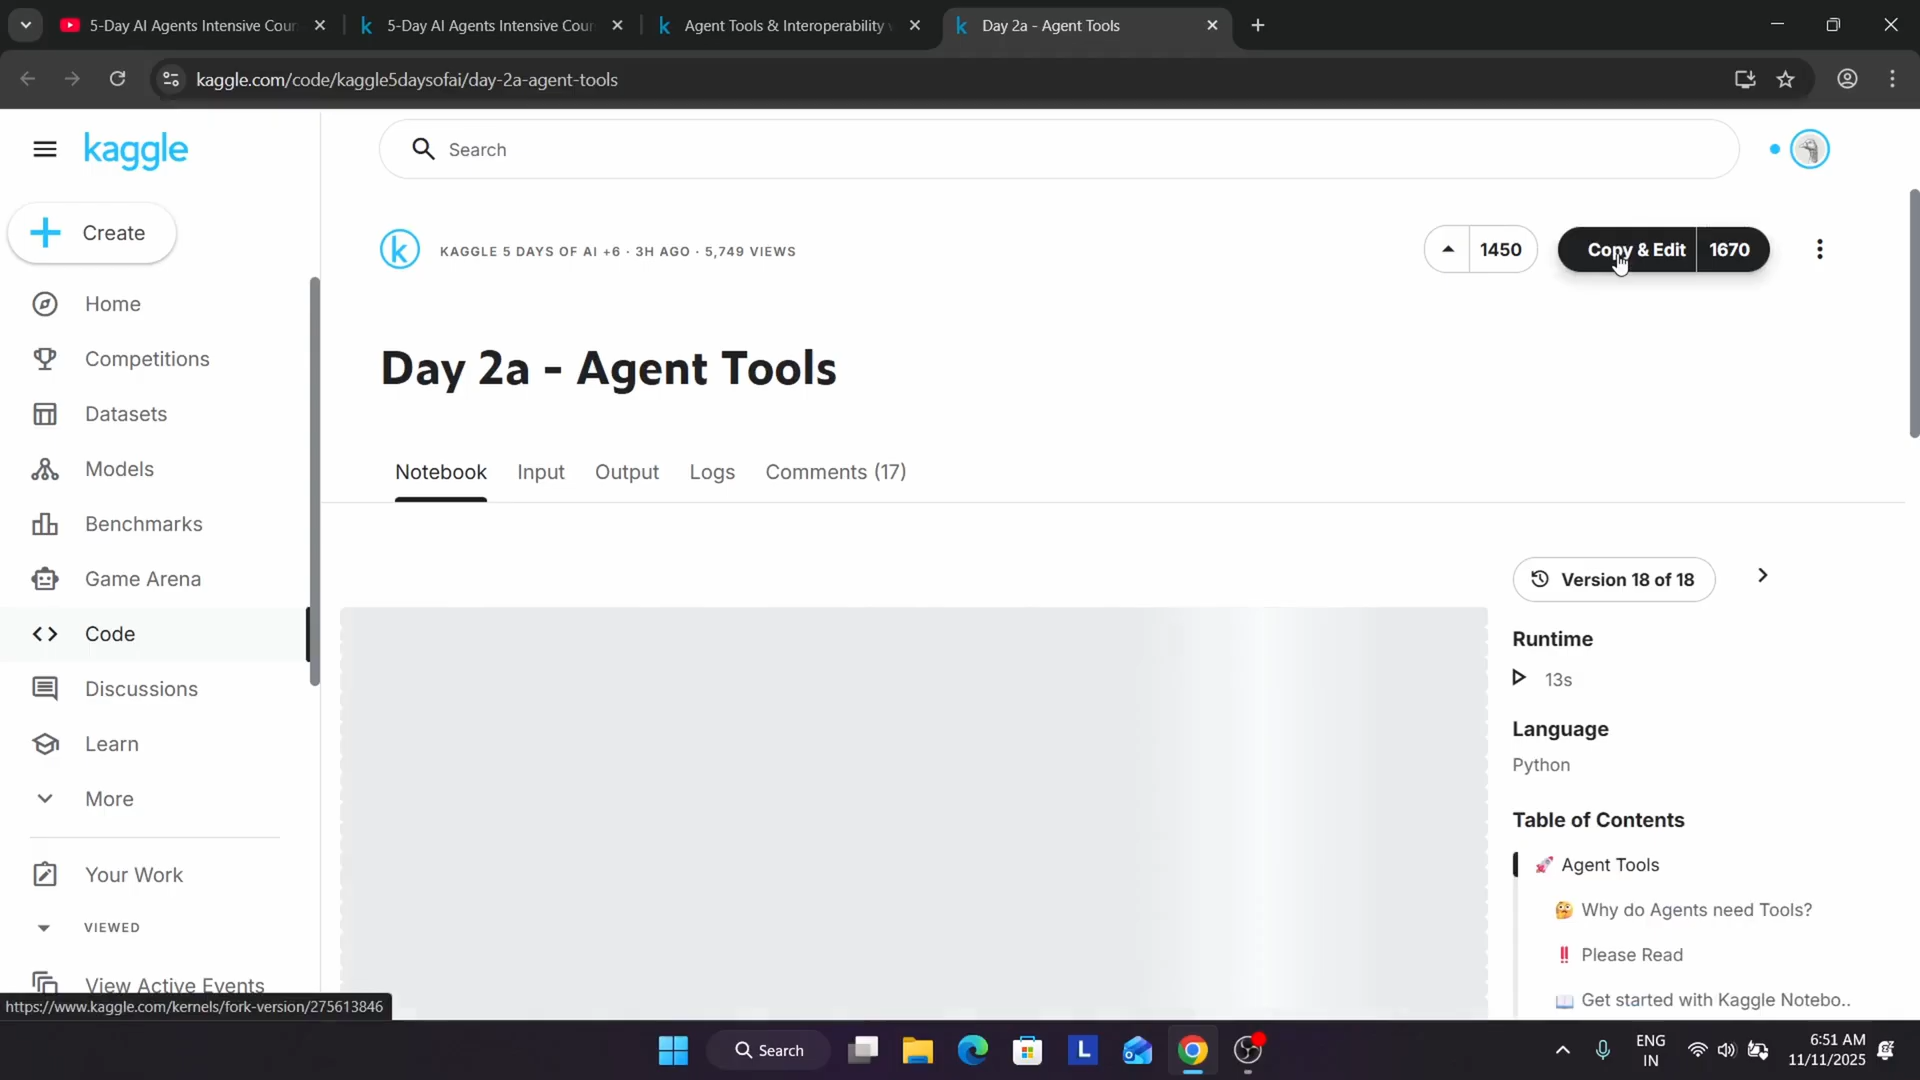 5-Day AI Agents Intensive Cour
5-Day AI Agents Intensive Cour
Agent Tools & Interoperability
Day 2a - Agent Tools
kaggle.com/code/kaggle5daysofai/day-2a-agent-tools
kaggle
Search
Create
KAGGLE 5 DAYS OF AI +6 · 3H AGO · 5,749 VIEWS
1450
Copy & Edit
1670
Home
Competitions
Datasets
Models
Benchmarks
Game Arena
Code
Discussions
Learn
More
Your Work
VIEWED
View Active Events
Day 2a - Agent Tools
Notebook
Input
Output
Logs
Comments (17)
Version 18 of 18
Runtime
13s
Language
Python
Table of Contents
🚀 Agent Tools
🤔 Why do Agents need Tools?
‼️ Please Read
📖 Get started with Kaggle Notebo..
https://www.kaggle.com/kernels/fork-version/275613846
Search
L
ENG
IN
6:51 AM
11/11/2025